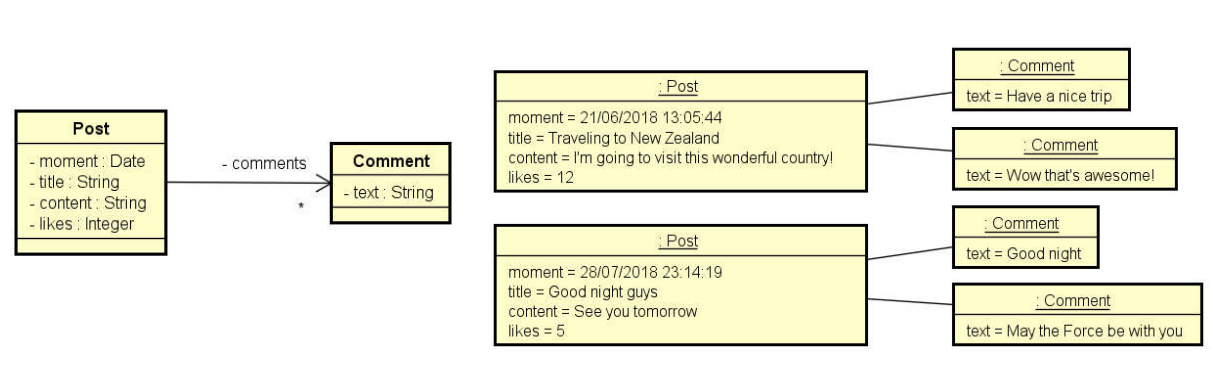 Post
- moment : Date
- title : String
- content : String
- likes : Integer
- comments
*
Comment
- text : String
: Post
moment = 21/06/2018 13:05:44
title = Traveling to New Zealand
content = I'm going to visit this wonderful country!
likes = 12
: Comment
text = Have a nice trip
: Comment
text = Wow that's awesome!
: Post
moment = 28/07/2018 23:14:19
title = Good night guys
content = See you tomorrow
likes = 5
: Comment
text = Good night
: Comment
text = May the Force be with you